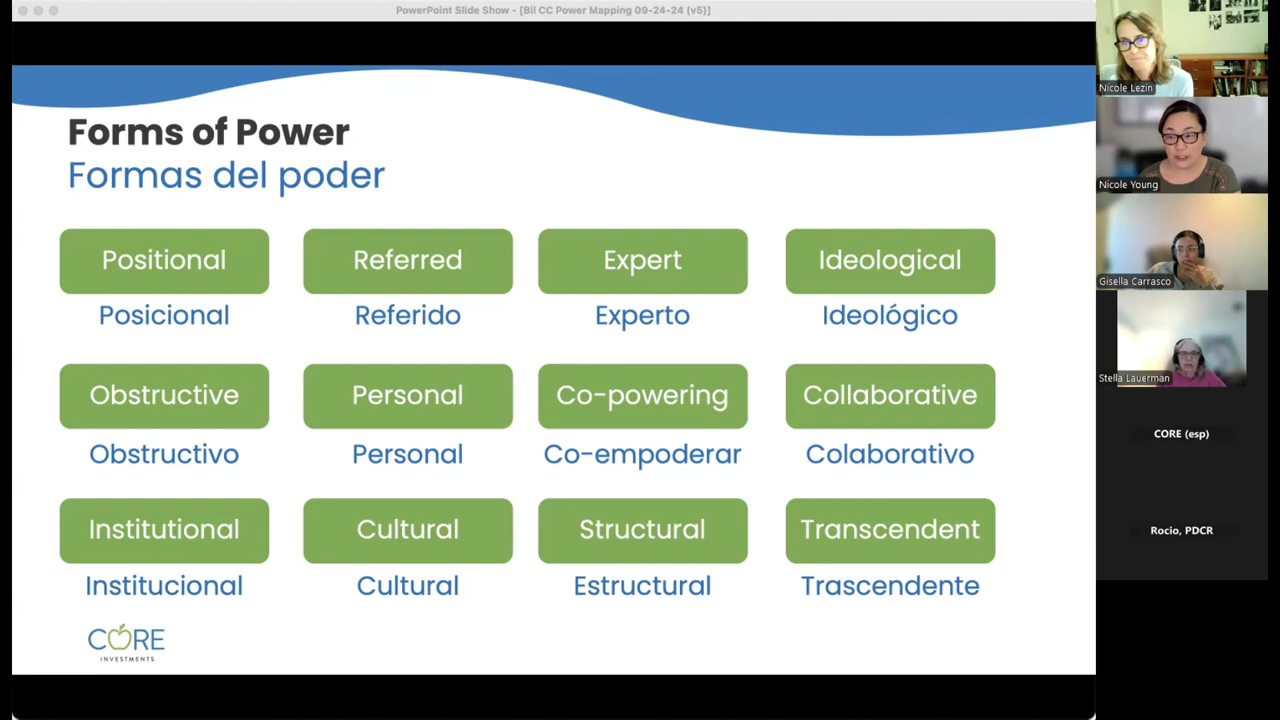 PowerPoint Slide Show - [Bil CC Power Mapping 09-24-24 (v5)]
Forms of Power
Formas del poder
Positional Referred Expert Ideological
Posicional Referido Experto Ideológico
Obstructive Personal Co-powering Collaborative
Obstructivo Personal Co-empoderar Colaborativo
Institutional Cultural Structural Transcendent
Institucional Cultural Estructural Trascendente
CORE
INVESTMENTS
Nicole Lezin
Nicole Young
Gisella Carrasco
Stella Lauerman
CORE (esp)
Rocio, PDCR